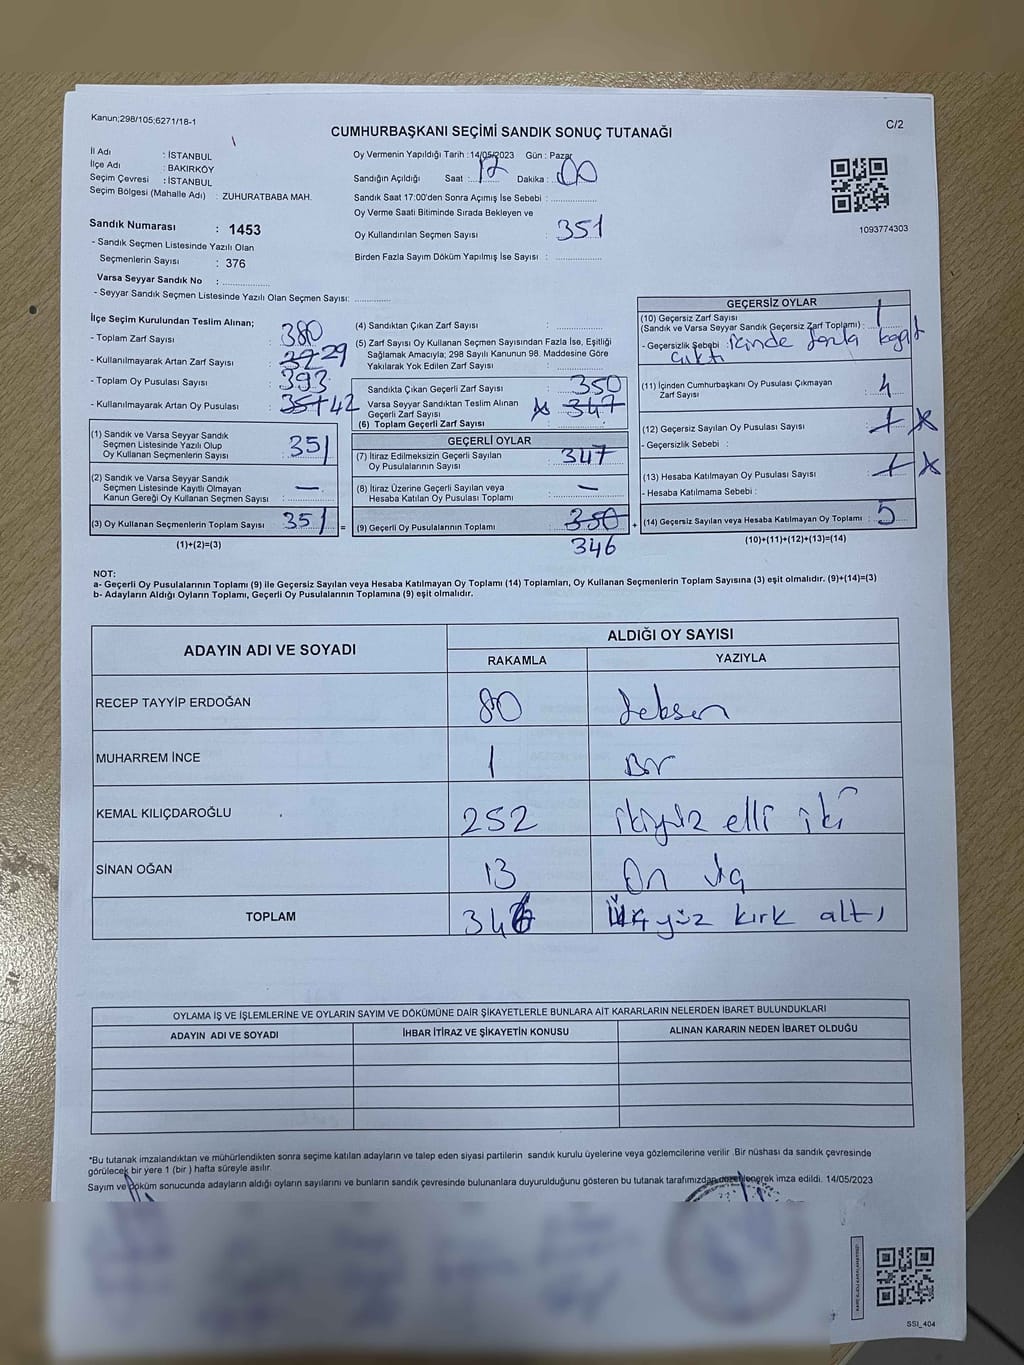 Kanun;298/105;6271/18-1
C/2
CUMHURBAŞKANI SEÇİMİ SANDIK SONUÇ TUTANAĞI
İl Adı : İSTANBUL
İlçe Adı : BAKIRKÖY
Seçim Çevresi : İSTANBUL
Seçim Bölgesi (Mahalle Adı) : ZUHURATBABA MAH.
Sandık Numarası : 1453
- Sandık Seçmen Listesinde Yazılı Olan
Seçmenlerin Sayısı : 376
Varsa Seyyar Sandık No : ..............
- Seyyar Sandık Seçmen Listesinde Yazılı Olan Seçmen Sayısı: ............
Oy Vermenin Yapıldığı Tarih : 14/05/2023 Gün : Pazar
Sandığın Açıldığı Saat : 17 Dakika : 00
Sandık Saat 17:00'den Sonra Açımış İse Sebebi : ..............
Oy Verme Saati Bitiminde Sırada Bekleyen ve
Oy Kullandırılan Seçmen Sayısı : 351
Birden Fazla Sayım Döküm Yapılmış İse Sayısı : ..............
1093774303
İlçe Seçim Kurulundan Teslim Alınan;
- Toplam Zarf Sayısı : 380
- Kullanılmayarak Artan Zarf Sayısı : 29
- Toplam Oy Pusulası Sayısı : 393
- Kullanılmayarak Artan Oy Pusulası : 42
(1) Sandık ve Varsa Seyyar Sandık
Seçmen Listesinde Yazılı Olup
Oy Kullanan Seçmenlerin Sayısı : 351
(2) Sandık ve Varsa Seyyar Sandık
Seçmen Listesinde Kayıtlı Olmayan
Kanun Gereği Oy Kullanan Seçmen Sayısı : —
(3) Oy Kullanan Seçmenlerin Toplam Sayısı : 351 =
(1)+(2)=(3)
(4) Sandıktan Çıkan Zarf Sayısı : ..............
(5) Zarf Sayısı Oy Kullanan Seçmen Sayısından Fazla İse, Eşitliği
Sağlamak Amacıyla; 298 Sayılı Kanunun 98. Maddesine Göre
Yakılarak Yok Edilen Zarf Sayısı : ..............
Sandıkta Çıkan Geçerli Zarf Sayısı : 350
Varsa Seyyar Sandıktan Teslim Alınan
Geçerli Zarf Sayısı : 347
(6) Toplam Geçerli Zarf Sayısı : ..............
GEÇERLİ OYLAR
(7) İtiraz Edilmeksizin Geçerli Sayılan
Oy Pusulalarının Sayısı : 347
(8) İtiraz Üzerine Geçerli Sayılan veya
Hesaba Katılan Oy Pusulası Toplamı : —
(9) Geçerli Oy Pusulalarının Toplamı : 350 +
346
GEÇERSİZ OYLAR
(10) Geçersiz Zarf Sayısı
(Sandık ve Varsa Seyyar Sandık Geçersiz Zarf Toplamı) : 1
- Geçersizlik Sebebi : içinde fazla kağat
çıktı
(11) İçinden Cumhurbaşkanı Oy Pusulası Çıkmayan
Zarf Sayısı : 4
(12) Geçersiz Sayılan Oy Pusulası Sayısı :
- Geçersizlik Sebebi :
(13) Hesaba Katılmayan Oy Pusulası Sayısı :
- Hesaba Katılmama Sebebi :
(14) Geçersiz Sayılan veya Hesaba Katılmayan Oy Toplamı : 5
(10)+(11)+(12)+(13)=(14)
NOT:
a- Geçerli Oy Pusulalarının Toplamı (9) ile Geçersiz Sayılan veya Hesaba Katılmayan Oy Toplamı (14) Toplamları, Oy Kullanan Seçmenlerin Toplam Sayısına (3) eşit olmalıdır. (9)+(14)=(3)
b- Adayların Aldığı Oyların Toplamı, Geçerli Oy Pusulalarının Toplamına (9) eşit olmalıdır.
ADAYIN ADI VE SOYADI ALDIĞI OY SAYISI
RAKAMLA YAZIYLA
RECEP TAYYİP ERDOĞAN 80 Seksen
MUHARREM İNCE 1 Bir
KEMAL KILIÇDAROĞLU 252 ikiyüz elli iki
SİNAN OĞAN 13 On üç
TOPLAM 346 Üçyüz kırk altı
OYLAMA İŞ VE İŞLEMLERİNE VE OYLARIN SAYIM VE DÖKÜMÜNE DAİR ŞİKAYETLERLE BUNLARA AİT KARARLARIN NELERDEN İBARET BULUNDUKLARI
ADAYIN ADI VE SOYADI İHBAR İTİRAZ VE ŞİKAYETİN KONUSU ALINAN KARARIN NEDEN İBARET OLDUĞU
*Bu tutanak imzalandıktan ve mühürlendikten sonra seçime katılan adayların ve talep eden siyasi partilerin sandık kurulu üyelerine veya gözlemcilerine verilir .Bir nüshası da sandık çevresinde
görülecek bir yere 1 (bir ) hafta süreyle asılır.
Sayım ve döküm sonucunda adayların aldığı oyların sayılarını ve bunların sandık çevresinde bulunanlara duyurulduğunu gösteren bu tutanak tarafımızdan düzenlenerek imza edildi. 14/05/2023
SSI_404